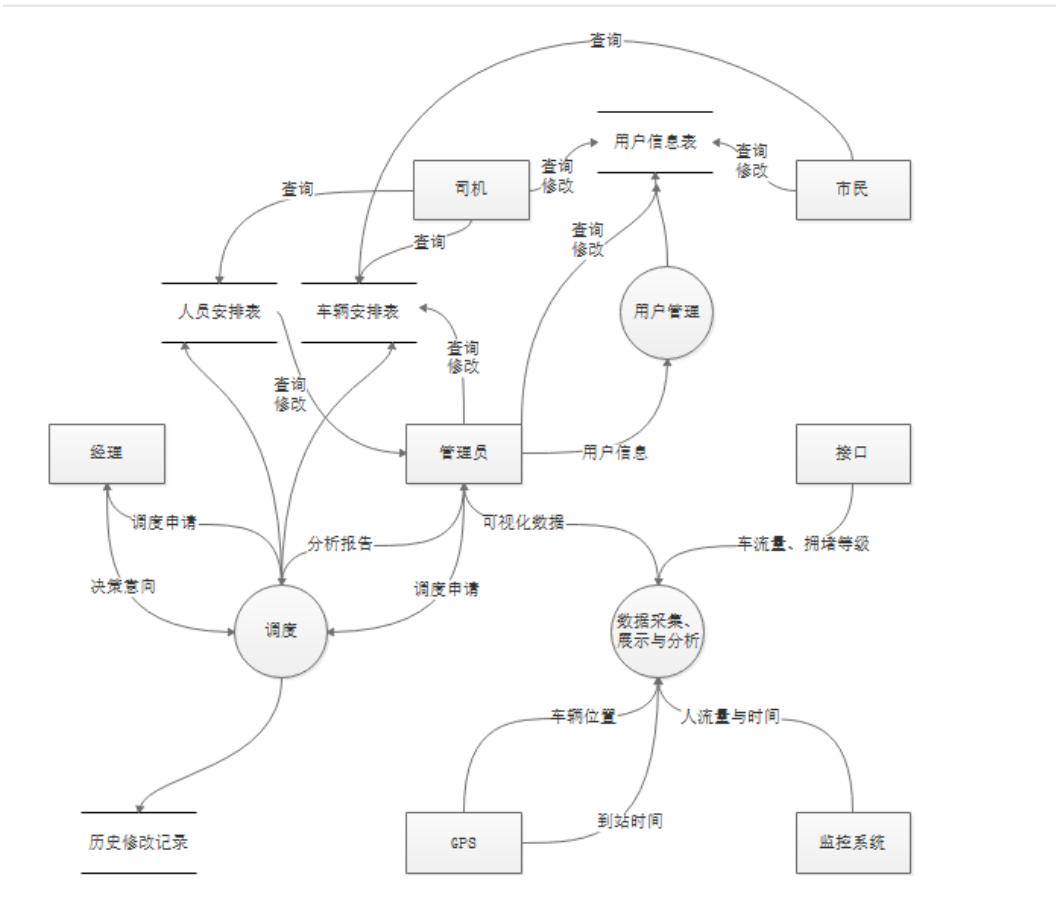 查询
用户信息表
查询
修改
查询
修改
司机
市民
查询
查询
查询
修改
人员安排表
车辆安排表
用户管理
查询
修改
查询
修改
经理
管理员
用户信息
接口
调度申请
分析报告
可视化数据
车流量、拥堵等级
决策意向
调度申请
调度
数据采集、
展示与分析
车辆位置
人流量与时间
到站时间
历史修改记录
GPS
监控系统